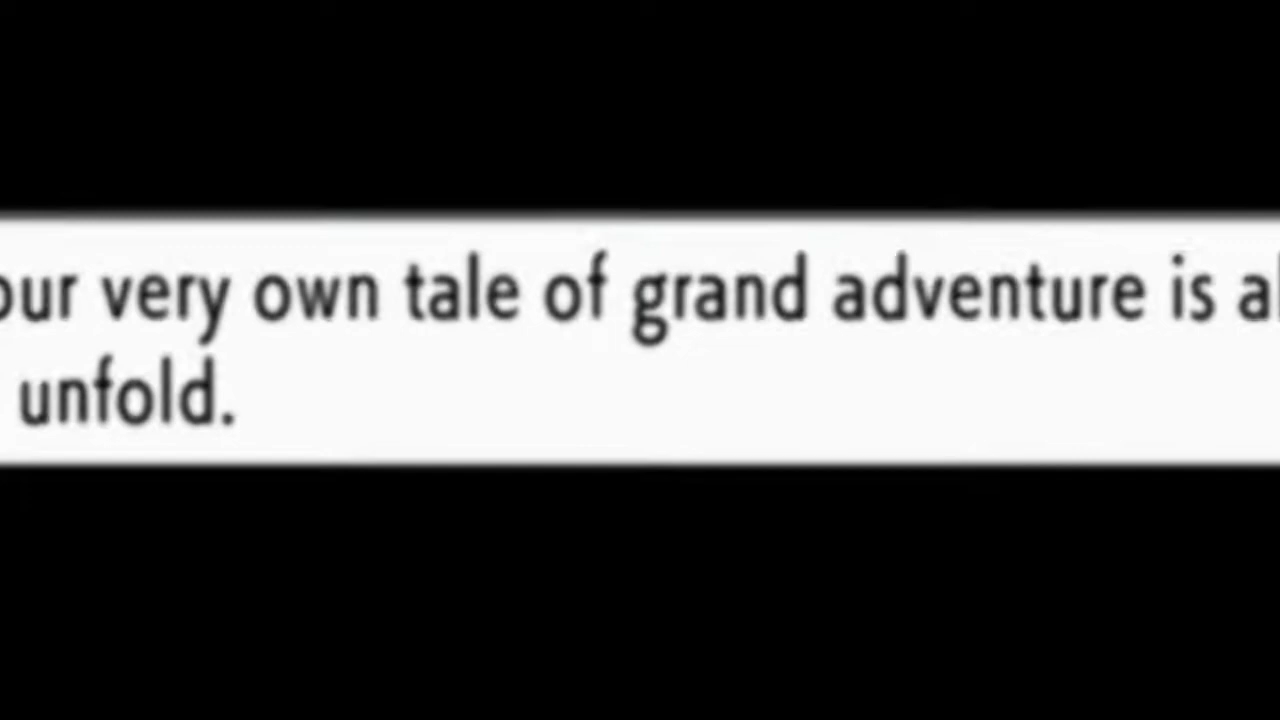 our very own tale of grand adventure is a
unfold.